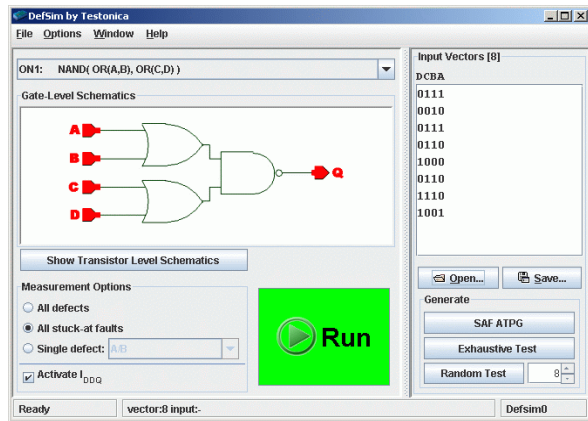 DefSim by Testonica
File Options Window Help
ON1: NAND( OR(A,B), OR(C,D) )
Gate-Level Schematics
A
B
C
D
Q
Show Transistor Level Schematics
Measurement Options
All defects
All stuck-at faults
Single defect: A/B
Activate IDDQ
Run
Input Vectors [8]
DCBA
0111
0010
0111
0110
1000
0110
1110
1001
Open...
Save...
Generate
SAF ATPG
Exhaustive Test
Random Test 8
Ready
vector:8 input:-
Defsim0